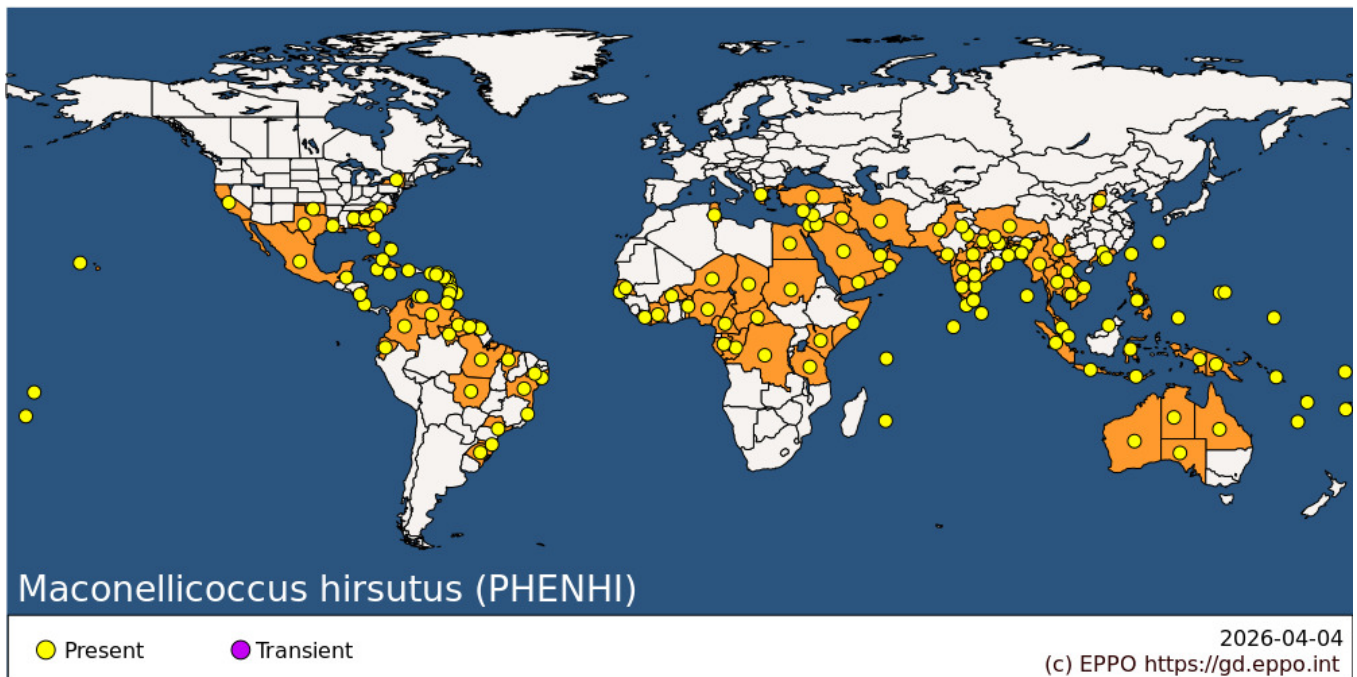 Maconellicoccus hirsutus (PHENHI)
Present
Transient
2026-04-04
(c) EPPO https://gd.eppo.int